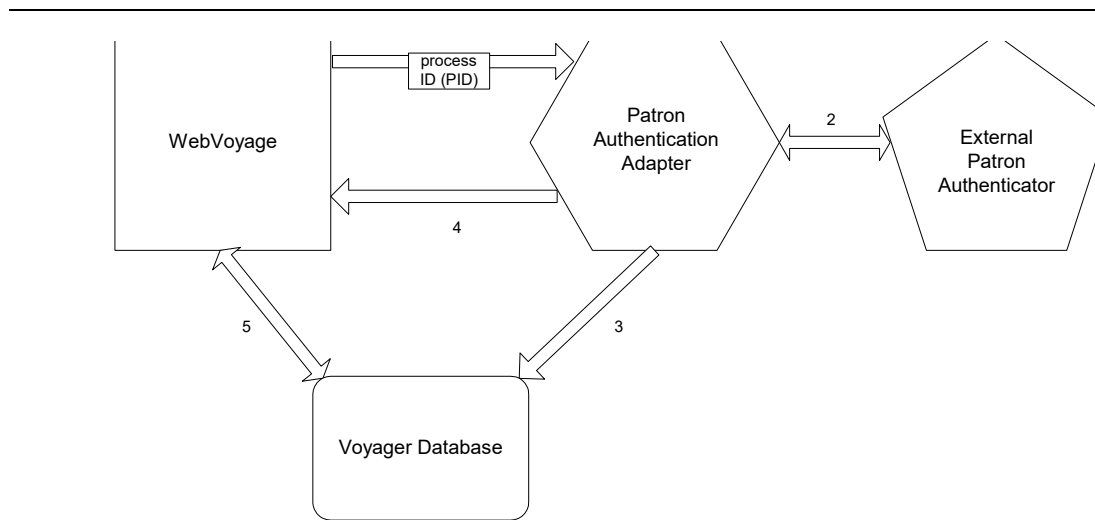 process
ID (PID)
WebVoyage
Patron
Authentication
Adapter
2
External
Patron
Authenticator
4
5
3
Voyager Database